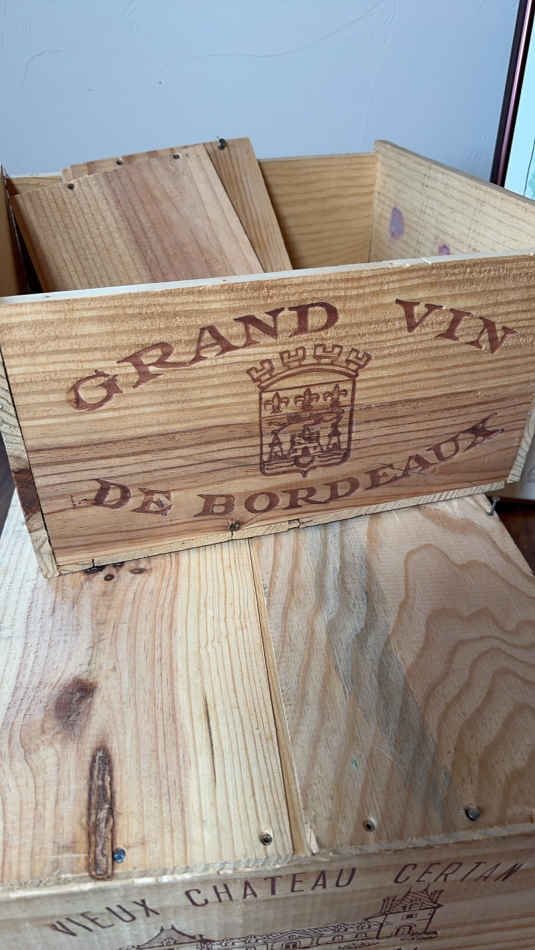 GRAND VIN
DE BORDEAUX
VIEUX CHATEAU CERTAN